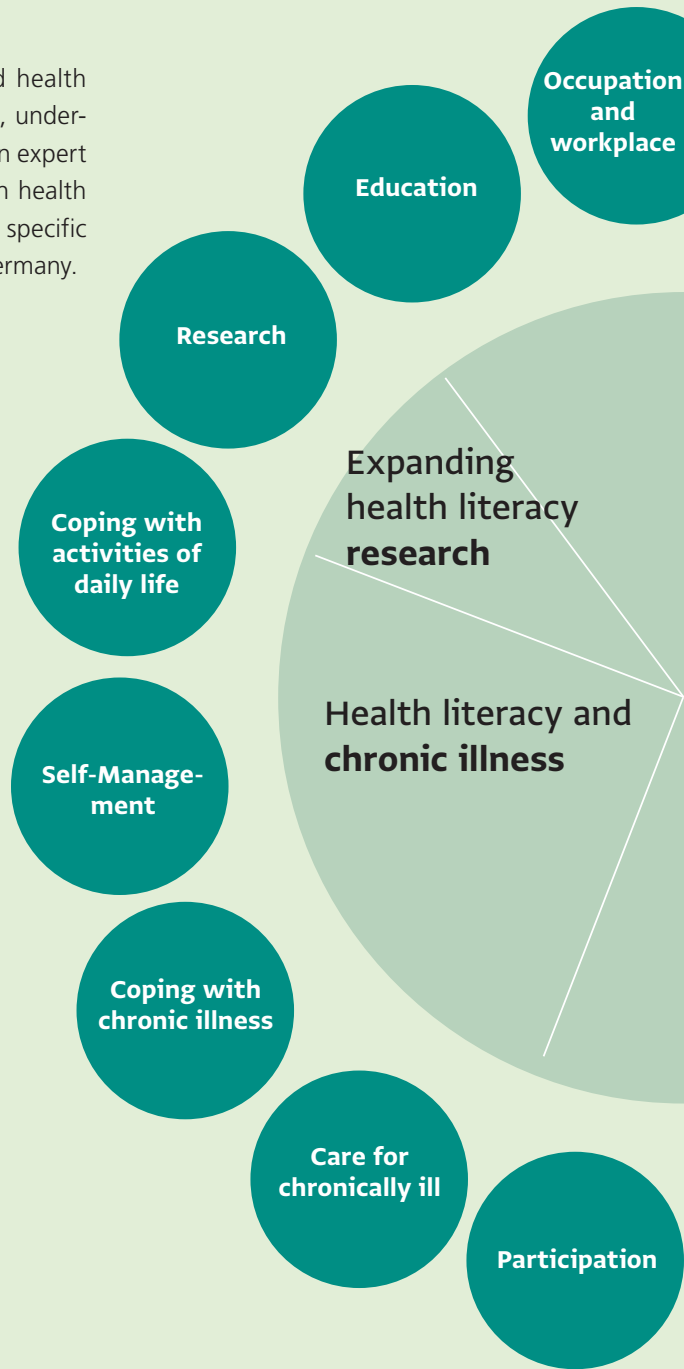 health
, under-
expert
health
specific
ermany.
Occupation
and
workplace
Education
Research
Coping with
activities of
daily life
Self-Manage-
ment
Coping with
chronic illness
Care for
chronically ill
Participation
Expanding
health literacy
research
Health literacy and
chronic illness